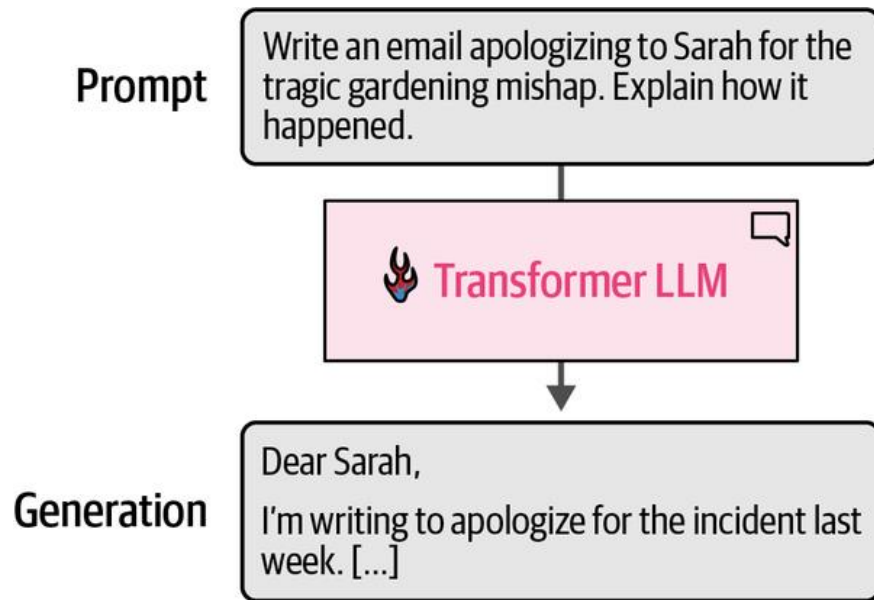 Prompt
Write an email apologizing to Sarah for the
tragic gardening mishap. Explain how it
happened.
Transformer LLM
Generation
Dear Sarah,
I'm writing to apologize for the incident last
week. [...]